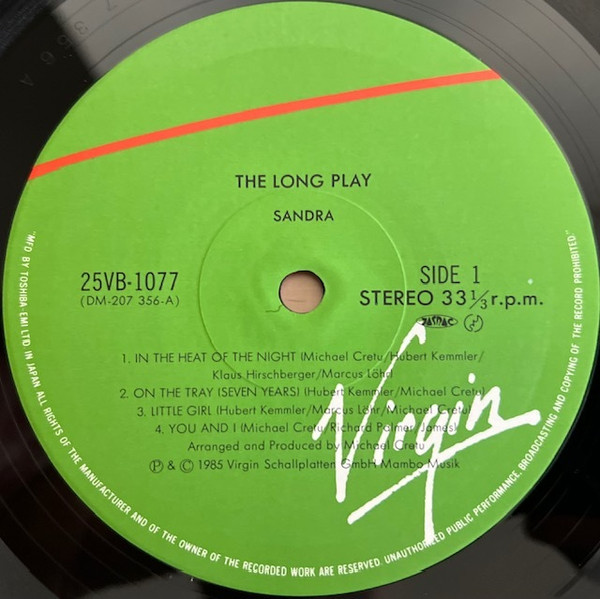 THE LONG PLAY
SANDRA
25VB-1077
(DM-207 356-A)
SIDE 1
STEREO 33 1/3 r.p.m.
JASRAC
1. IN THE HEAT OF THE NIGHT (Michael Cretu/Hubert Kemmler/
Klaus Hirschberger/Marcus Löhd)
2. ON THE TRAY (SEVEN YEARS) (Hubert Kemmler/Michael Cretu)
3. LITTLE GIRL (Hubert Kemmler/Marcus Löhr/Michael Cretu)
4. YOU AND I (Michael Cretu/Richard Palmer/James)
Arranged and Produced by Michael Cretu
Ⓟ & © 1985 Virgin Schallplatten GmbH Mambo Musik
Virgin
"MFD BY TOSHIBA-EMI LTD. IN JAPAN ALL RIGHTS OF THE MANUFACTURER AND OF THE OWNER OF THE RECORDED WORK ARE RESERVED. UNAUTHORIZED PUBLIC PERFORMANCE, BROADCASTING AND COPYING OF THE RECORD PROHIBITED."